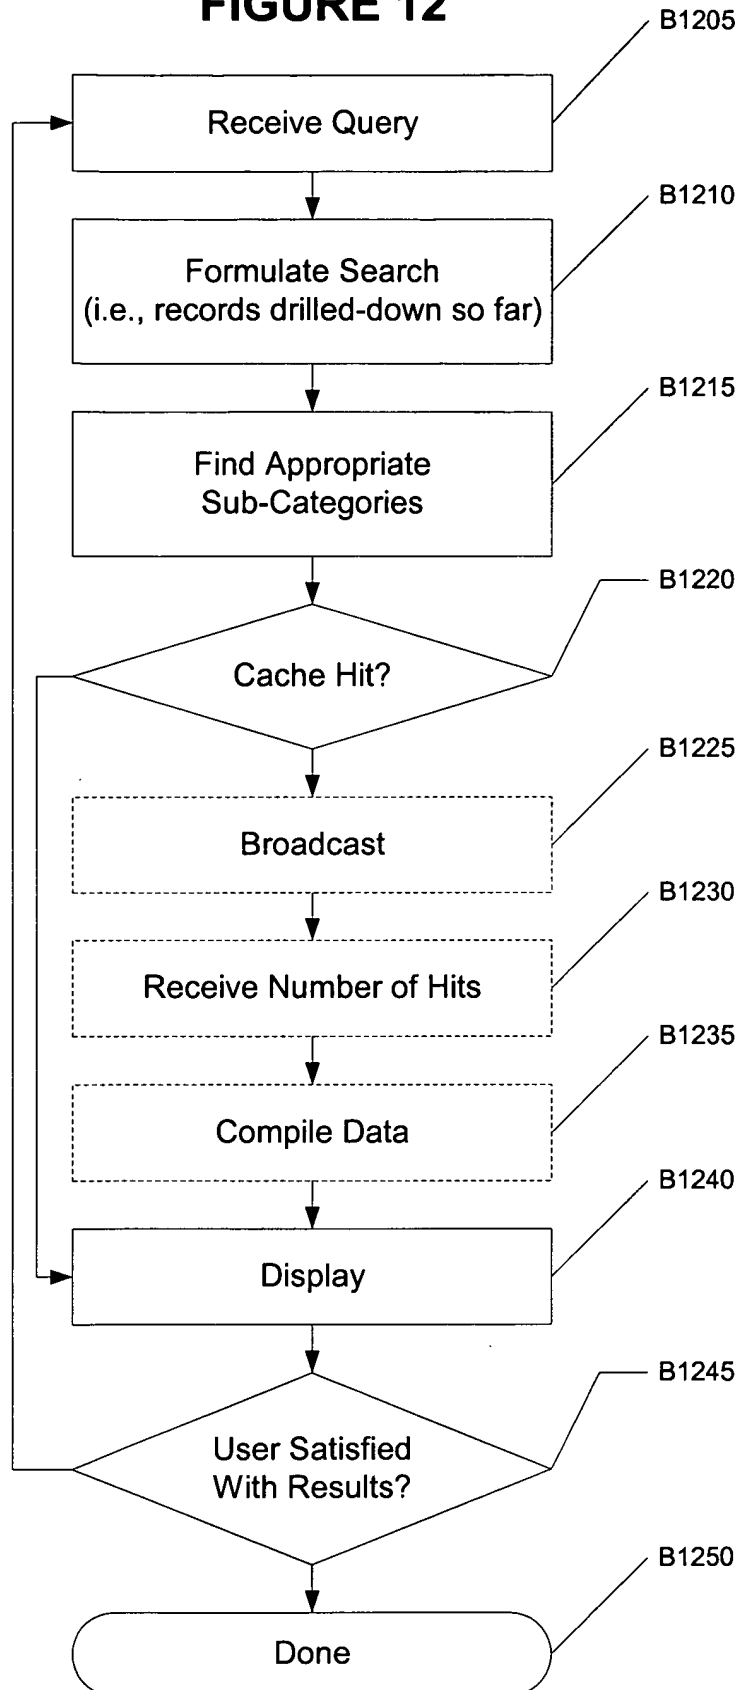 FIGURE 12
B1205
Receive Query
B1210
Formulate Search
(i.e., records drilled-down so far)
B1215
Find Appropriate
Sub-Categories
B1220
Cache Hit?
B1225
Broadcast
B1230
Receive Number of Hits
B1235
Compile Data
B1240
Display
B1245
User Satisfied
With Results?
B1250
Done